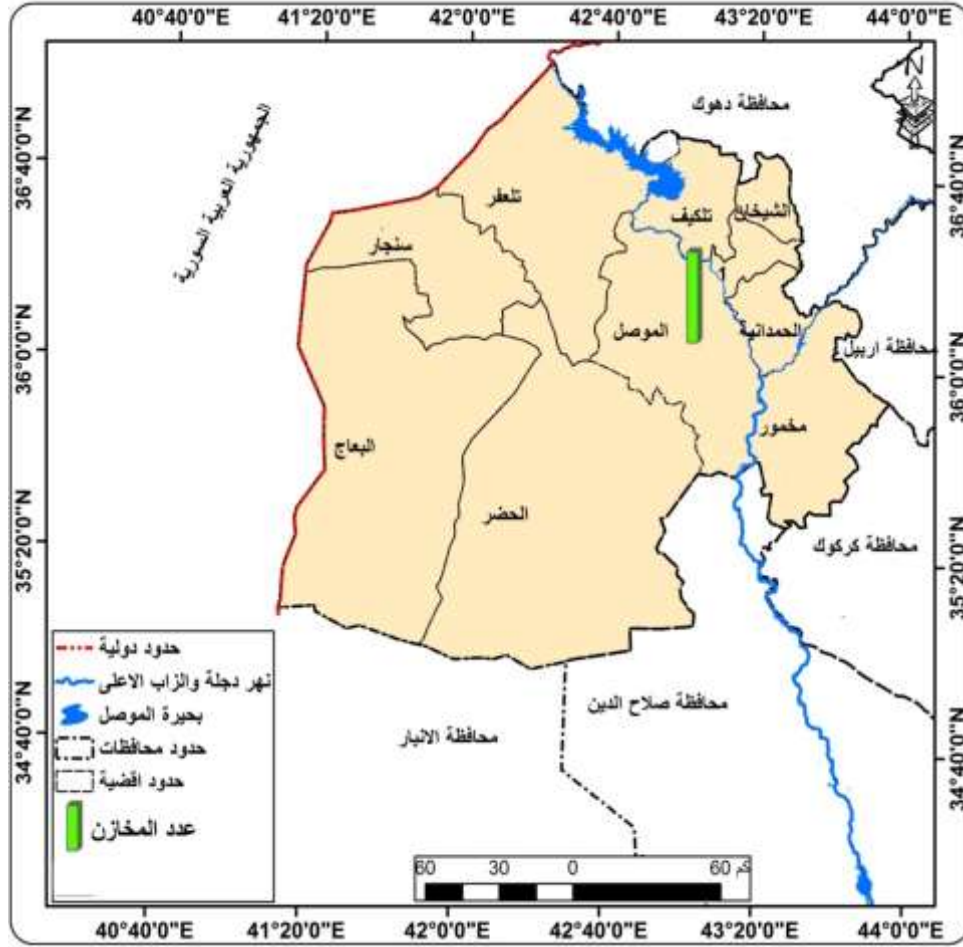 40°40'0"E 41°20'0"E 42°0'0"E 42°40'0"E 43°20'0"E 44°0'0"E
N
محافظة دهوك
الجمهورية العربية السورية
36°40'0"N
36°40'0"N
تلعفر
تلكيف
الشيخان
سنجار
1
الموصل
الحمدانية
محافظة اربيل
36°0'0"N
36°0'0"N
مخمور
البعاج
الحضر
محافظة كركوك
35°20'0"N
35°20'0"N
حدود دولية
نهر دجلة والزاب الاعلى
بحيرة الموصل
حدود محافظات
حدود اقضية
عدد المخازن
محافظة صلاح الدين
محافظة الانبار
34°40'0"N
34°40'0"N
60 30 0 60 كم
40°40'0"E 41°20'0"E 42°0'0"E 42°40'0"E 43°20'0"E 44°0'0"E